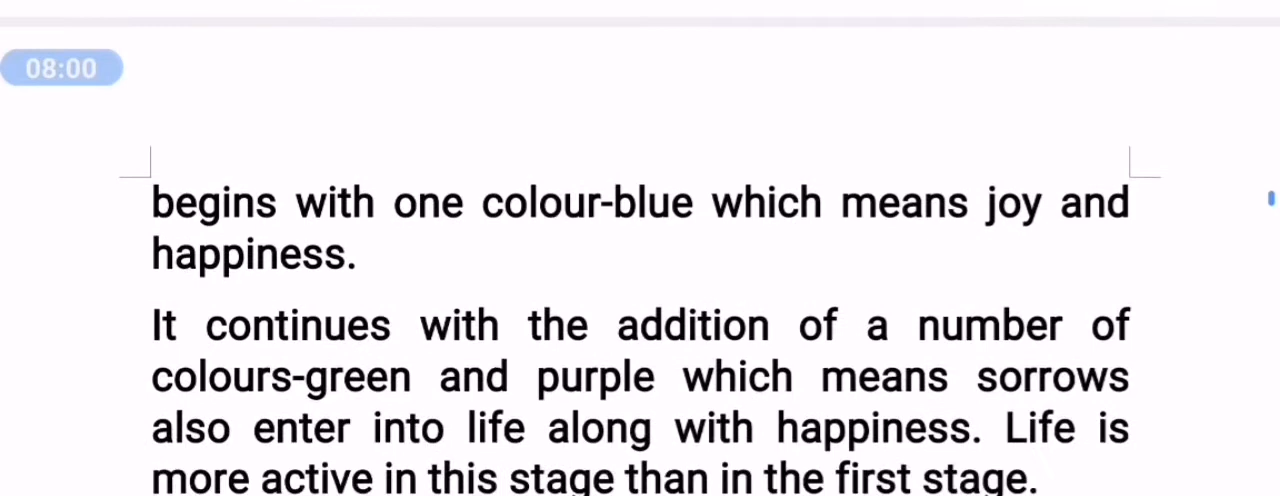 08:00
begins with one colour-blue which means joy and
happiness.
It continues with the addition of a number of
colours-green and purple which means sorrows
also enter into life along with happiness. Life is
more active in this stage than in the first stage.